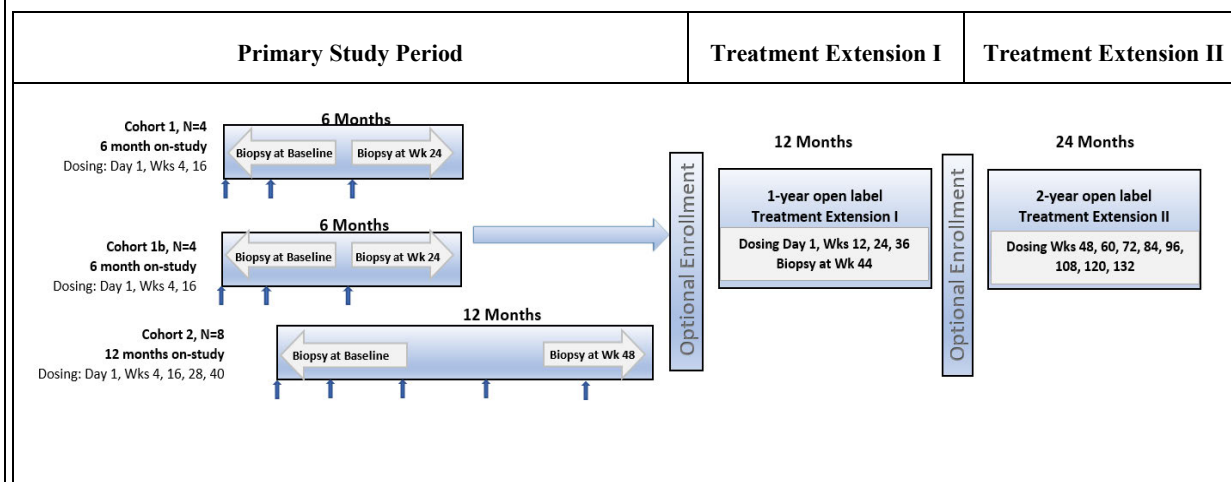 Primary Study Period
Treatment Extension I
Treatment Extension II
Cohort 1, N=4
6 month on-study
Dosing: Day 1, Wks 4, 16
6 Months
Biopsy at Baseline
Biopsy at Wk 24
Cohort 1b, N=4
6 month on-study
Dosing: Day 1, Wks 4, 16
6 Months
Biopsy at Baseline
Biopsy at Wk 24
Cohort 2, N=8
12 months on-study
Dosing: Day 1, Wks 4, 16, 28, 40
12 Months
Biopsy at Baseline
Biopsy at Wk 48
Optional Enrollment
12 Months
1-year open label
Treatment Extension I
Dosing Day 1, Wks 12, 24, 36
Biopsy at Wk 44
Optional Enrollment
24 Months
2-year open label
Treatment Extension II
Dosing Wks 48, 60, 72, 84, 96,
108, 120, 132